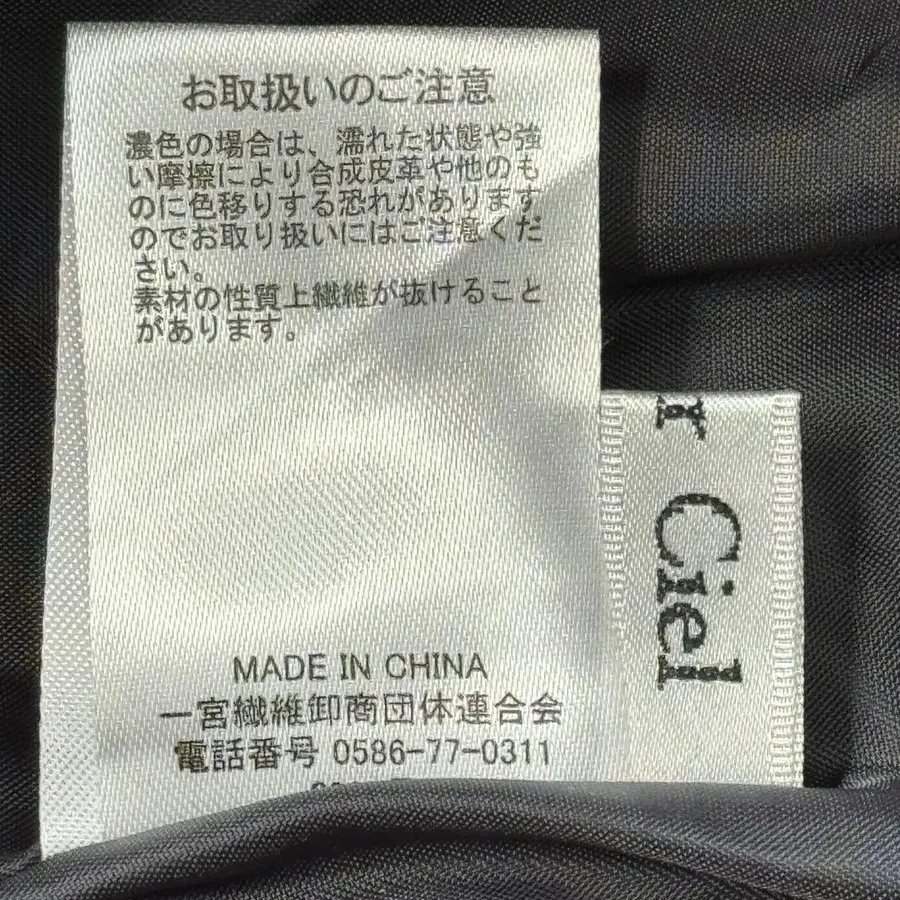 お取扱いのご注意
濃色の場合は、濡れた状態や強
い摩擦により合成皮革や他のも
のに色移りする恐れがあります
のでお取り扱いにはご注意くだ
さい。
素材の性質上繊維が抜けること
があります。
MADE IN CHINA
一宮繊維卸商団体連合会
電話番号 0586-77-0311
r Ciel